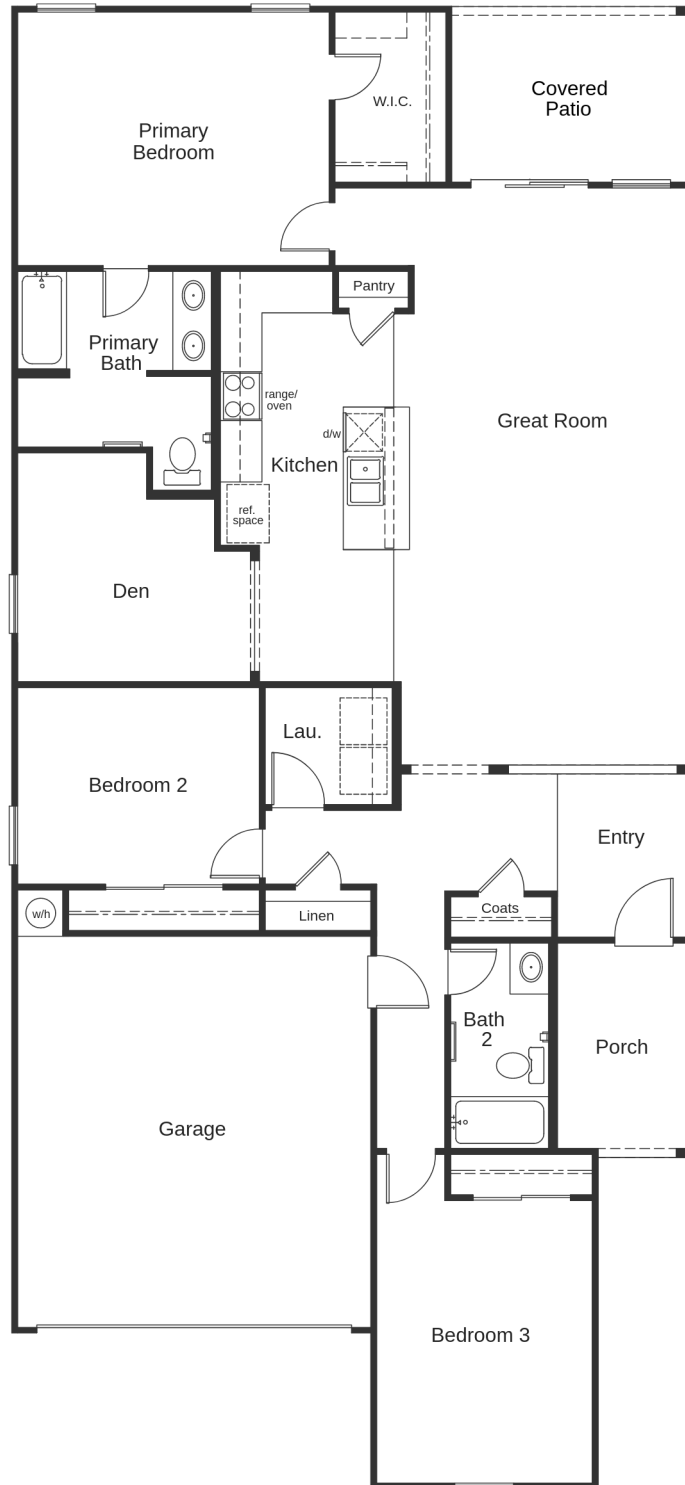 Covered
Patio
W.I.C.
Primary
Bedroom
Pantry
Primary
Bath
range/
oven
Great Room
d/w
Kitchen
ref.
space
Den
Lau.
Bedroom 2
Entry
w/h
Linen
Coats
Bath
2
Porch
Garage
Bedroom 3